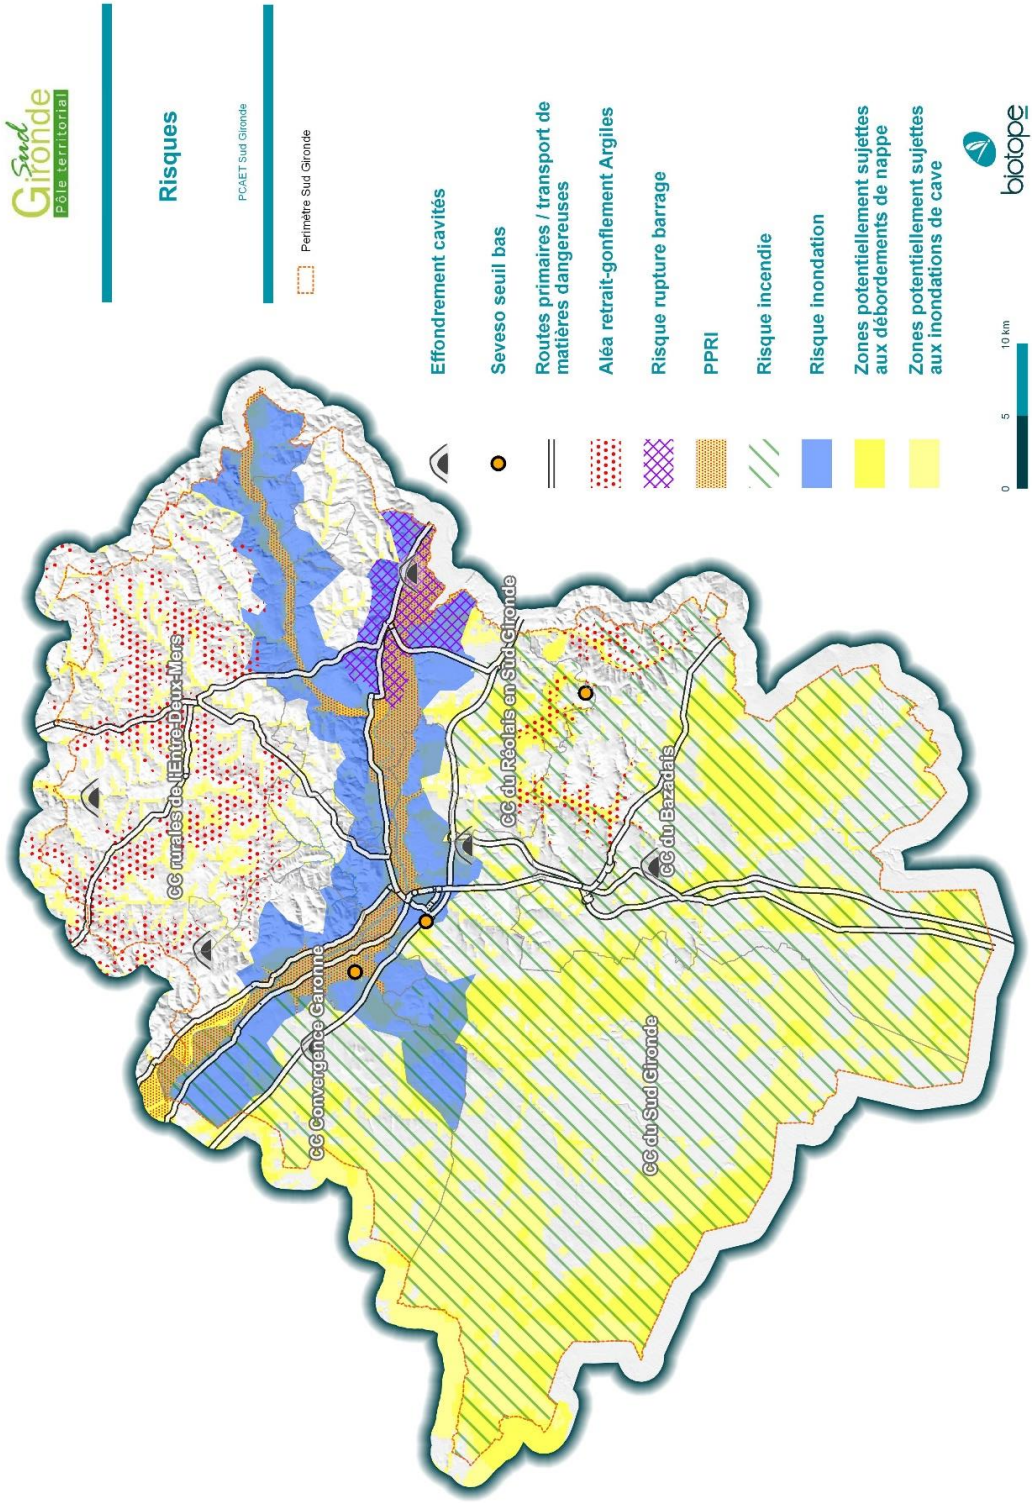 Sud
Gironde
Pôle territorial
Risques
PCAET Sud Gironde
Perimètre Sud Gironde
Effondrement cavités
Seveso seuil bas
Routes primaires / transport de
matières dangereuses
Aléa retrait-gonflement Argiles
Risque rupture barrage
PPRI
Risque incendie
Risque inondation
Zones potentiellement sujettes
aux débordements de nappe
Zones potentiellement sujettes
aux inondations de cave
0 5 10 km
biotope
CC rurales de l'Entre-Deux-Mers
CC du Réolais en Sud Gironde
CC Convergence Garonne
CC du Bazadais
CC du Sud Gironde